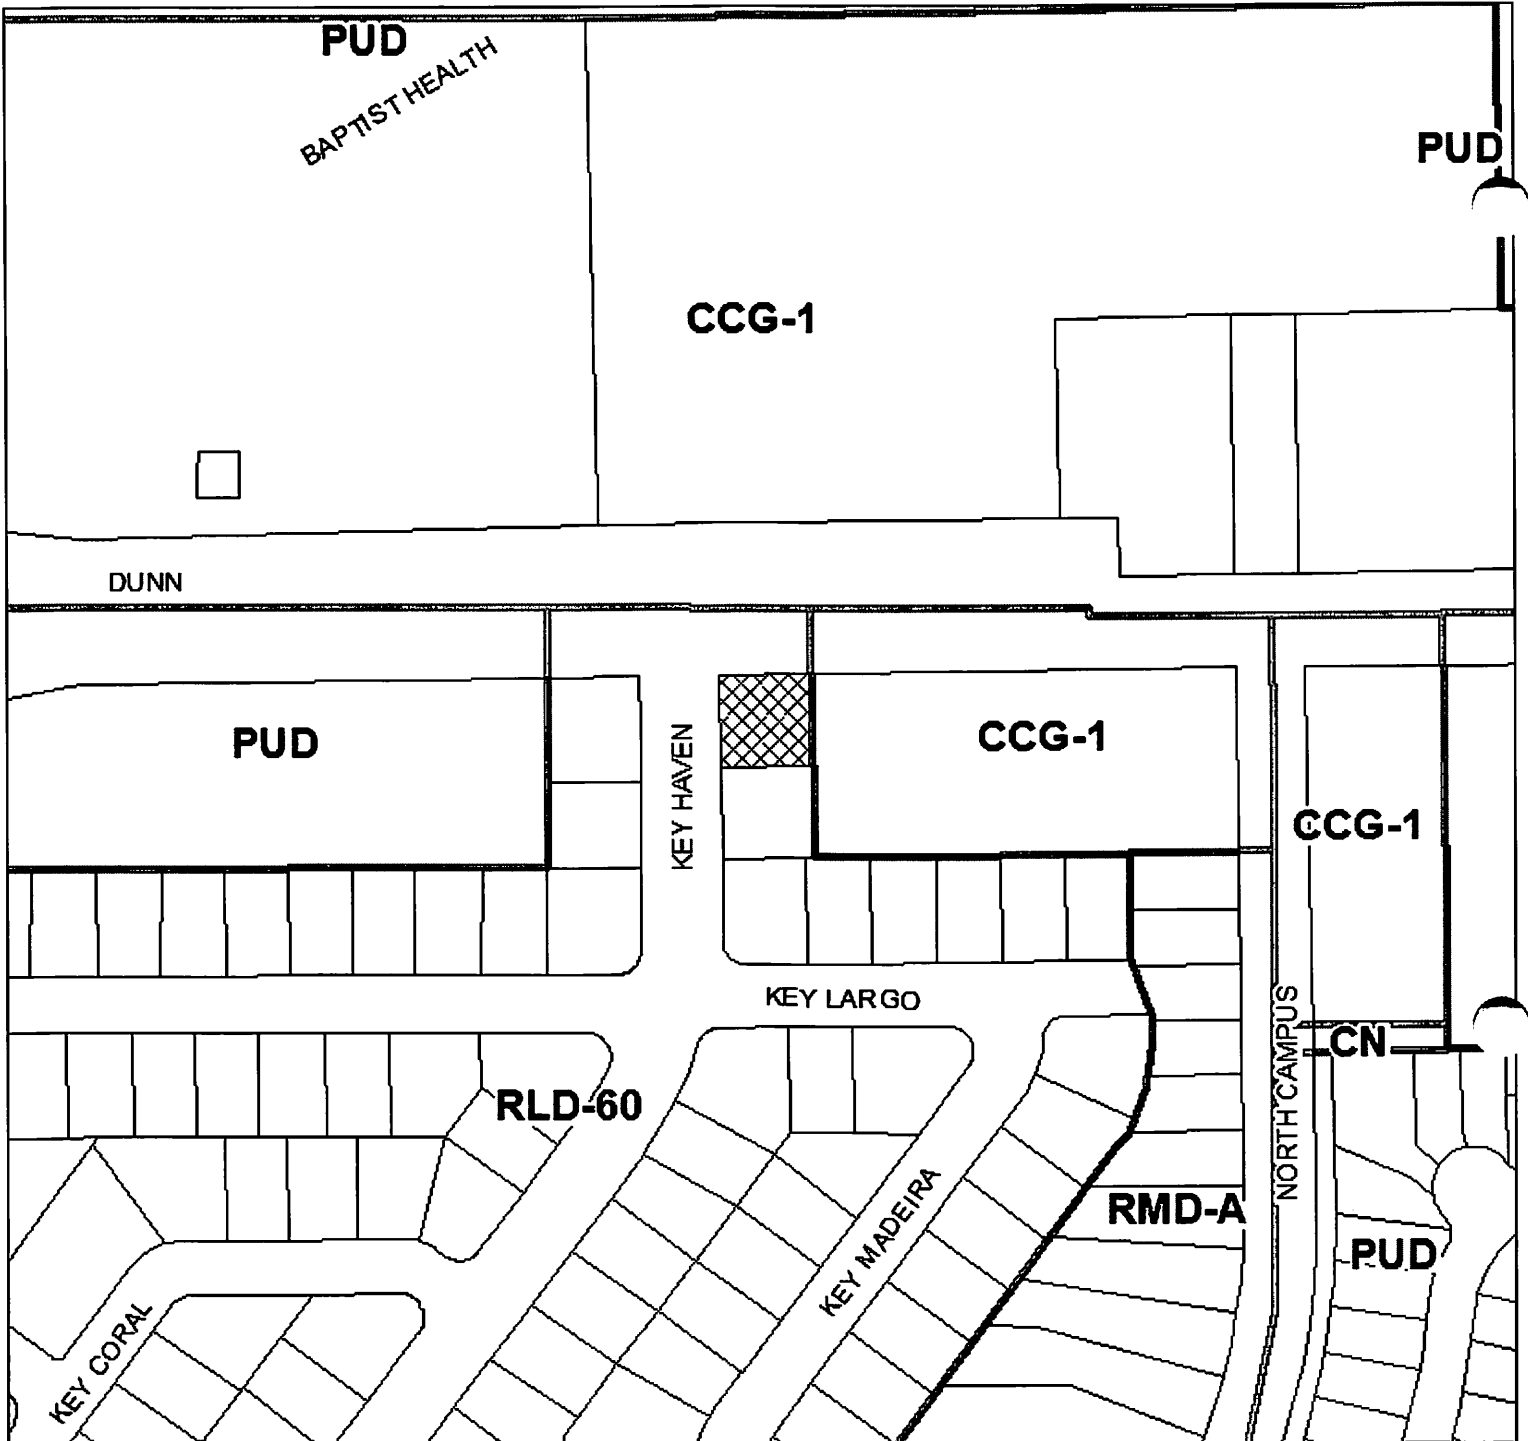 PUD
BAPTIST HEALTH
PUD
CCG-1
DUNN
PUD
KEY HAVEN
CCG-1
CCG-1
KEY LARGO
NORTH CAMPUS
CN
RLD-60
KEY MADEIRA
RMD-A
PUD
KEY CORAL